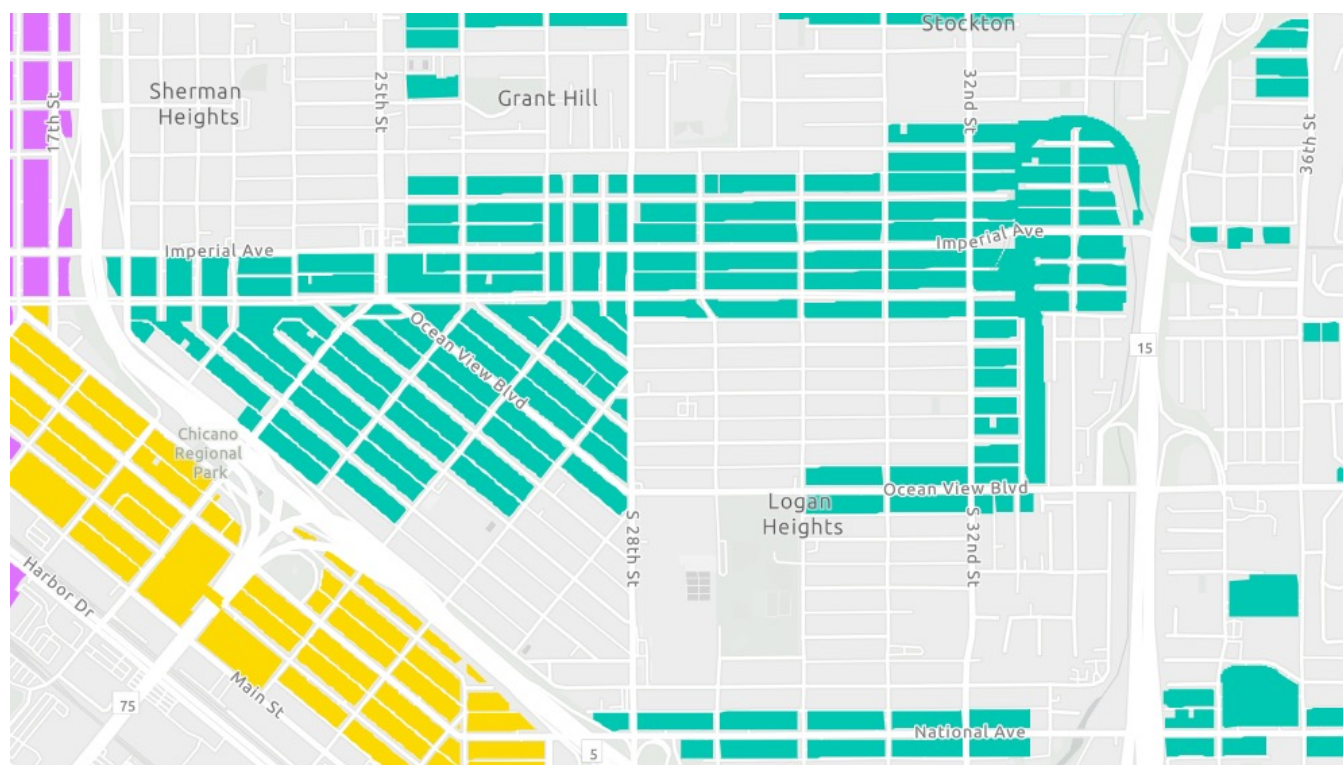 Stockton
Sherman
Heights
25th St
Grant Hill
32nd St
17th St
36th St
Imperial Ave
Imperial Ave
Ocean View Blvd
15
Chicano
Regional
Park
Logan
Heights
Ocean View Blvd
S 28th St
S 32nd St
Harbor Dr
Main St
75
5
National Ave